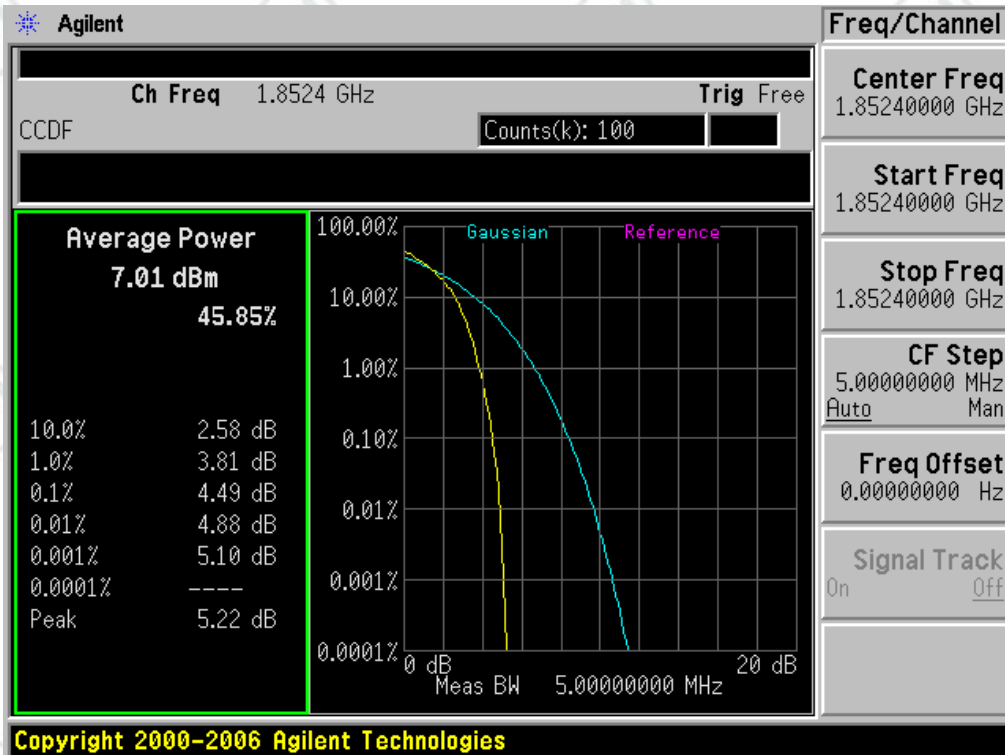 Agilent
Ch Freq 1.8524 GHz Trig Free
CCDF Counts(k): 100
Average Power
7.01 dBm
45.85%
10.0% 2.58 dB
1.0% 3.81 dB
0.1% 4.49 dB
0.01% 4.88 dB
0.001% 5.10 dB
0.0001% ----
Peak 5.22 dB
Gaussian Reference
100.00%
10.00%
1.00%
0.10%
0.01%
0.001%
0.0001%
0 dB 20 dB
Meas BW 5.00000000 MHz
Freq/Channel
Center Freq
1.85240000 GHz
Start Freq
1.85240000 GHz
Stop Freq
1.85240000 GHz
CF Step
5.00000000 MHz
Auto Man
Freq Offset
0.00000000 Hz
Signal Track
On Off
Copyright 2000-2006 Agilent Technologies